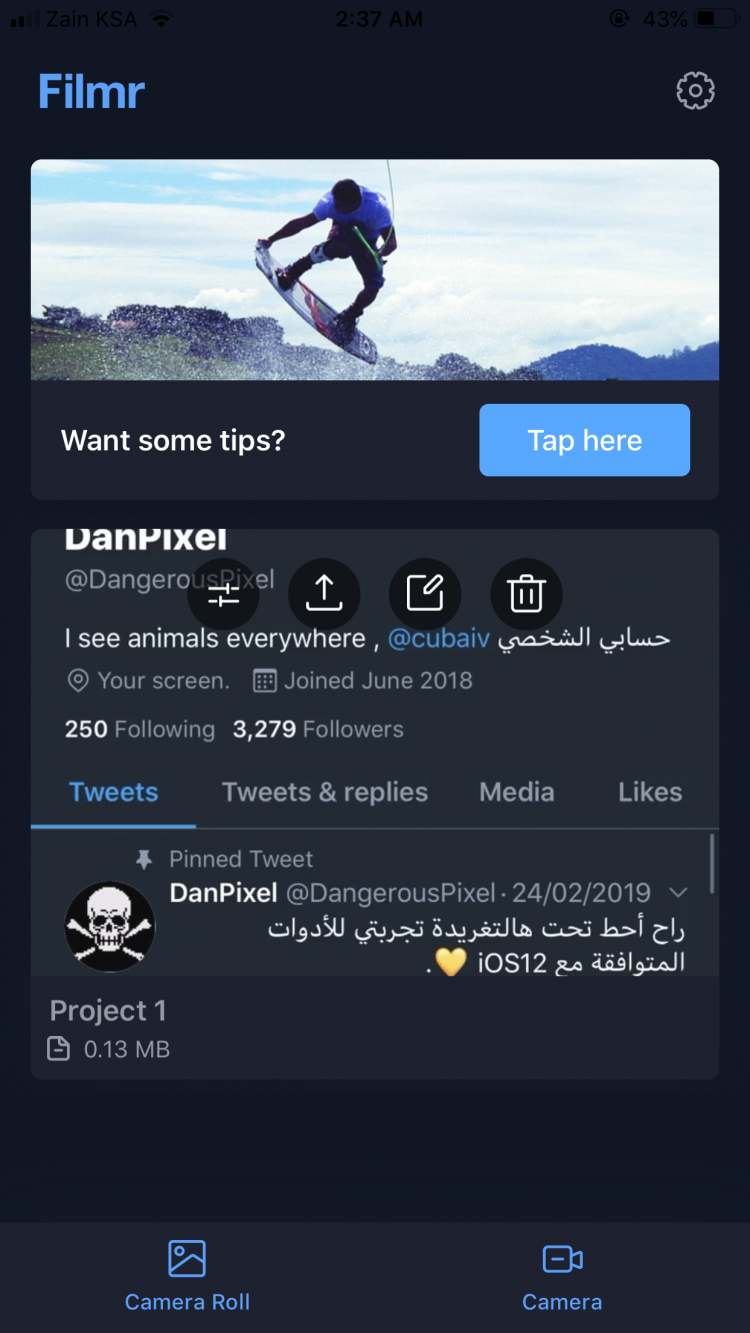 Zain KSA 2:37 AM 43%
Filmr
Want some tips? Tap here
DanPixel
@DangerousPixel
I see animals everywhere , @cubaiv حسابي الشخصي
Your screen. Joined June 2018
250 Following 3,279 Followers
Tweets Tweets & replies Media Likes
Pinned Tweet
DanPixel @DangerousPixel · 24/02/2019
راح أحط تحت هالتغريدة تجربتي للأدوات
المتوافقة مع iOS12 💛 .
Project 1
0.13 MB
Camera Roll Camera